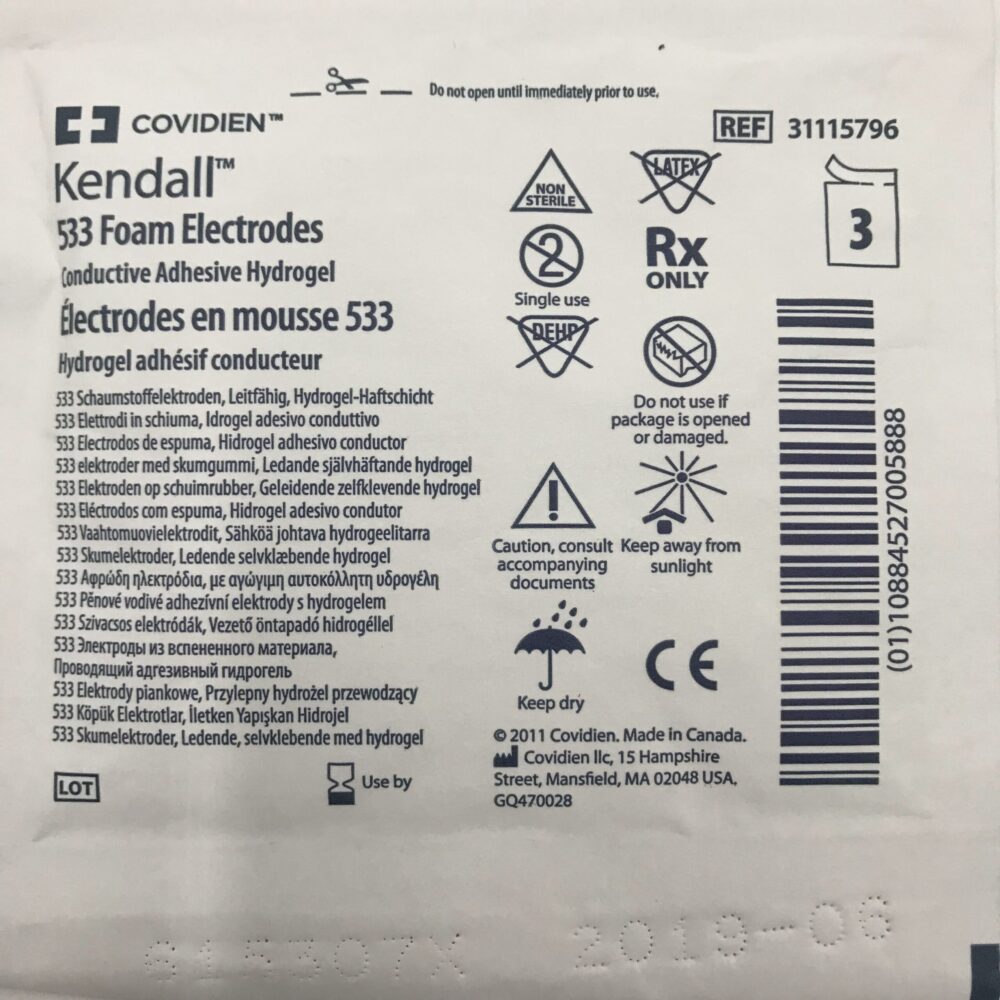 Do not open until immediately prior to use.
COVIDIEN™
Kendall™
533 Foam Electrodes
Conductive Adhesive Hydrogel
Électrodes en mousse 533
Hydrogel adhésif conducteur
533 Schaumstoffelektroden, Leitfähig, Hydrogel-Haftschicht
533 Elettrodi in schiuma, Idrogel adesivo conduttivo
533 Electrodos de espuma, Hidrogel adhesivo conductor
533 elektroder med skumgummi, Ledande självhäftande hydrogel
533 Elektroden op schuimrubber, Geleidende zelfklevende hydrogel
533 Eléctrodos com espuma, Hidrogel adesivo condutor
533 Vaahtomuovielektrodit, Sähköä johtava hydrogeelitarra
533 Skumelektroder, Ledende selvklæbende hydrogel
533 Αφρώδη ηλεκτρόδια, με αγώγιμη αυτοκόλλητη υδρογέλη
533 Pěnové vodivé adhezívní elektrody s hydrogelem
533 Szivacsos elektródák, Vezető öntapadó hidrogéllel
533 Электроды из вспененного материала,
Проводящий адгезивный гидрогель
533 Elektrody piankowe, Przylepny hydrożel przewodzący
533 Köpük Elektrotlar, İletken Yapışkan Hidrojel
533 Skumelektroder, Ledende, selvklebende med hydrogel
LOT
Use by
REF 31115796
NON
STERILE
LATEX
3
2
Single use
Rx
ONLY
DEHP
Do not use if
package is opened
or damaged.
Caution, consult
accompanying
documents
Keep away from
sunlight
Keep dry
CE
© 2011 Covidien. Made in Canada.
Covidien llc, 15 Hampshire
Street, Mansfield, MA 02048 USA.
GQ470028
(01)10884527005888
615307X
2019-06